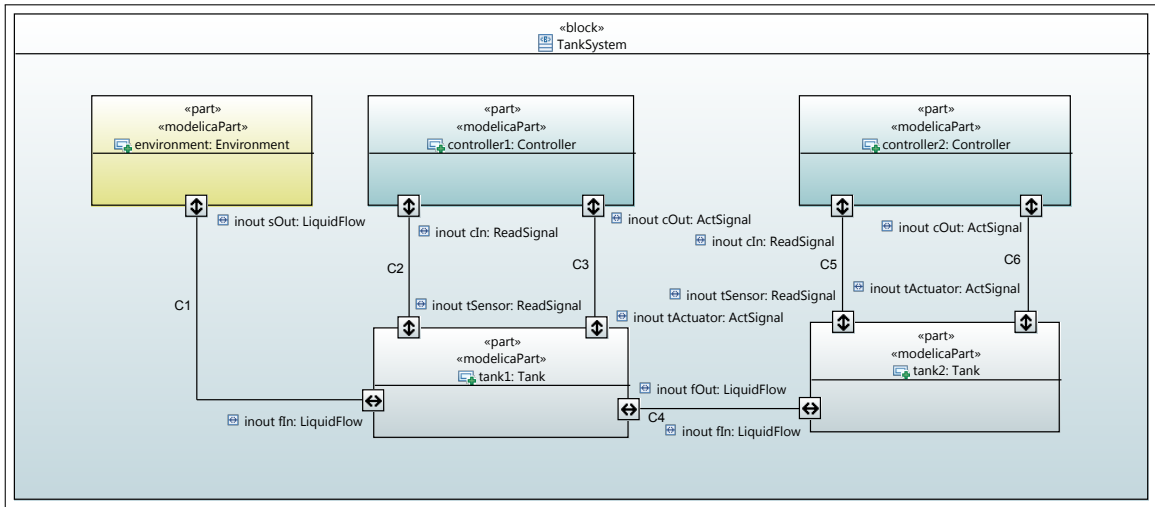 «block»
TankSystem
«part»
«modelicaPart»
environment: Environment
«part»
«modelicaPart»
controller1: Controller
«part»
«modelicaPart»
controller2: Controller
inout sOut: LiquidFlow
inout cIn: ReadSignal
inout cOut: ActSignal
inout cIn: ReadSignal
inout cOut: ActSignal
C1
C2
C3
C5
C6
inout tSensor: ReadSignal
inout tActuator: ActSignal
inout tSensor: ReadSignal
inout tActuator: ActSignal
«part»
«modelicaPart»
tank1: Tank
«part»
«modelicaPart»
tank2: Tank
inout fIn: LiquidFlow
inout fOut: LiquidFlow
C4
inout fIn: LiquidFlow